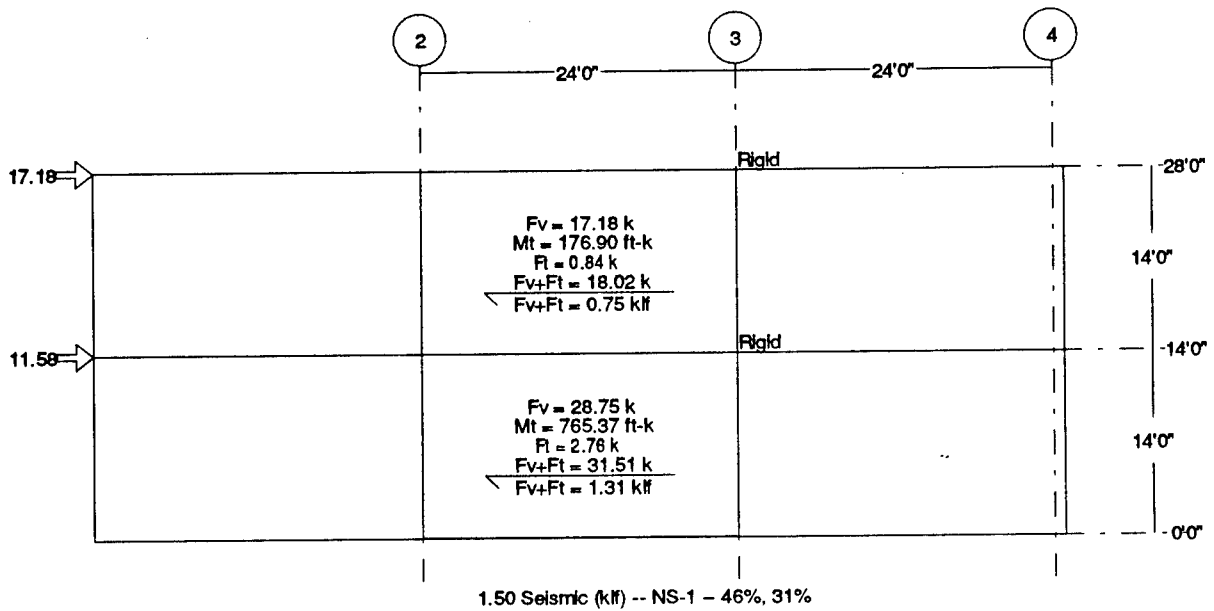 2
3
4
24'0"
24'0"
17.18
Rigid
28'0"
Fv = 17.18 k
Mt = 176.90 ft-k
Ft = 0.84 k
Fv+Ft = 18.02 k
Fv+Ft = 0.75 klf
14'0"
11.58
Rigid
14'0"
Fv = 28.75 k
Mt = 765.37 ft-k
Ft = 2.76 k
Fv+Ft = 31.51 k
Fv+Ft = 1.31 klf
14'0"
0'0"
1.50 Seismic (klf) -- NS-1 – 46%, 31%